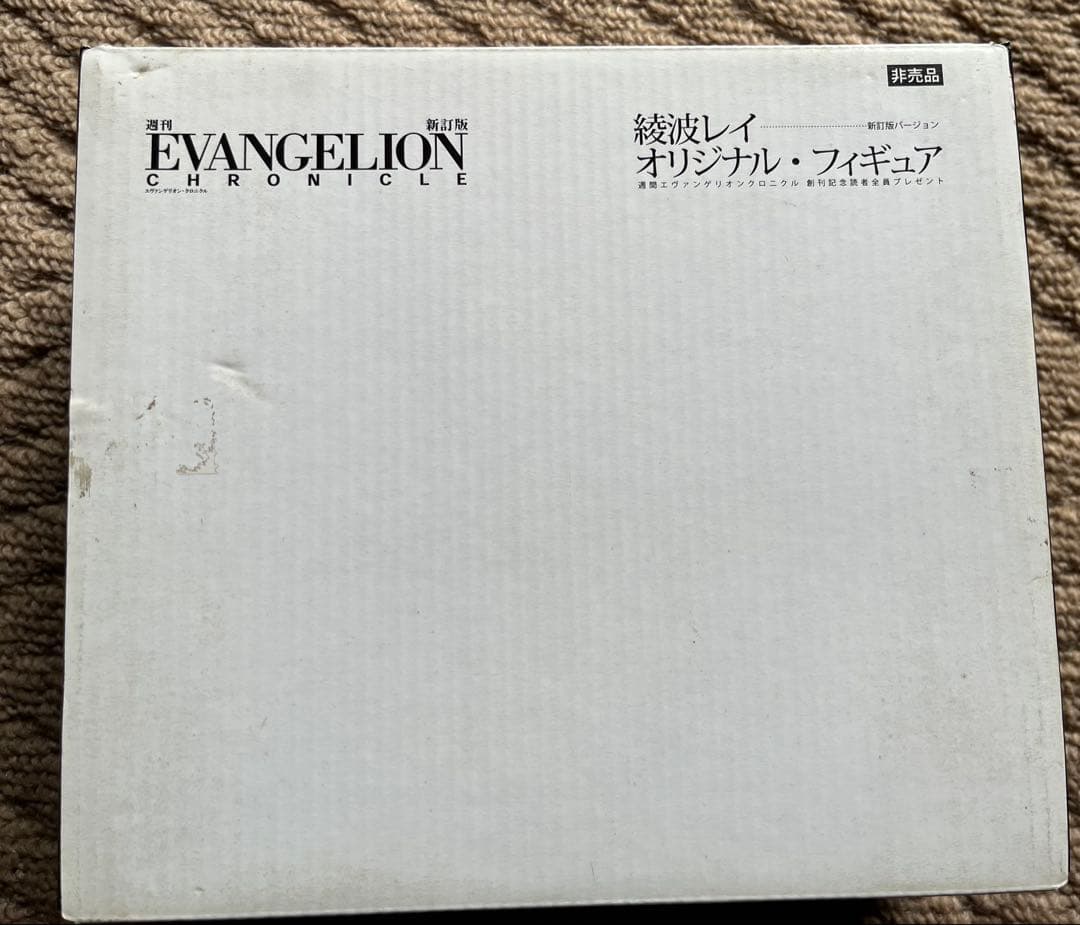 非売品
週刊 新訂版
EVANGELION
CHRONICLE
エヴァンゲリオン・クロニクル
綾波レイ 新訂版バージョン
オリジナル・フィギュア
週間エヴァンゲリオンクロニクル 創刊記念読者全員プレゼント